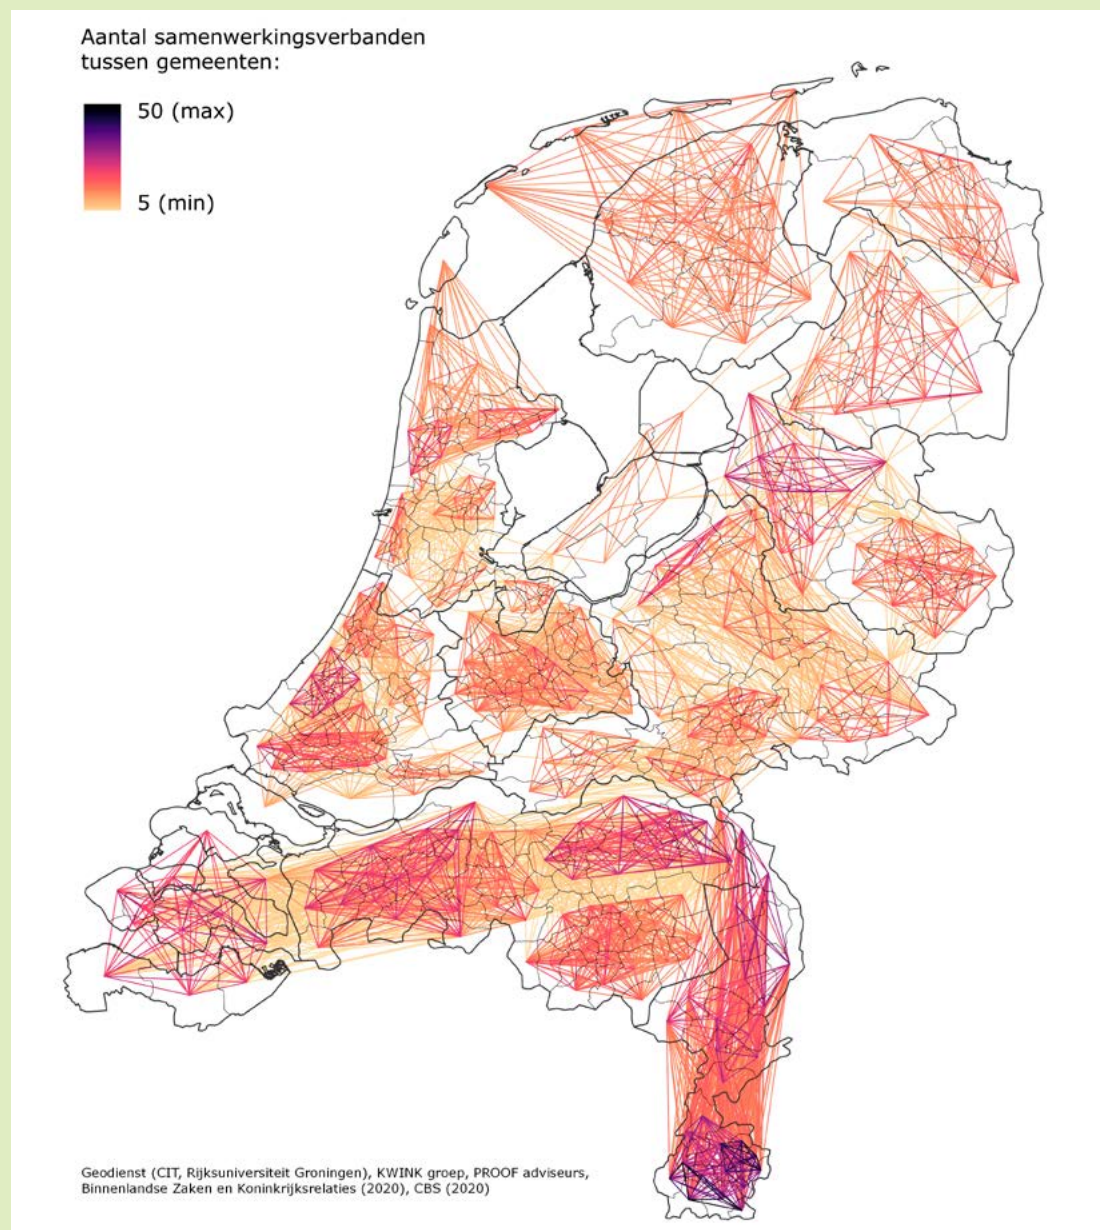 Aantal samenwerkingsverbanden
tussen gemeenten:
50 (max)
5 (min)
Geodienst (CIT, Rijksuniversiteit Groningen), KWINK groep, PROOF adviseurs,
Binnenlandse Zaken en Koninkrijksrelaties (2020), CBS (2020)